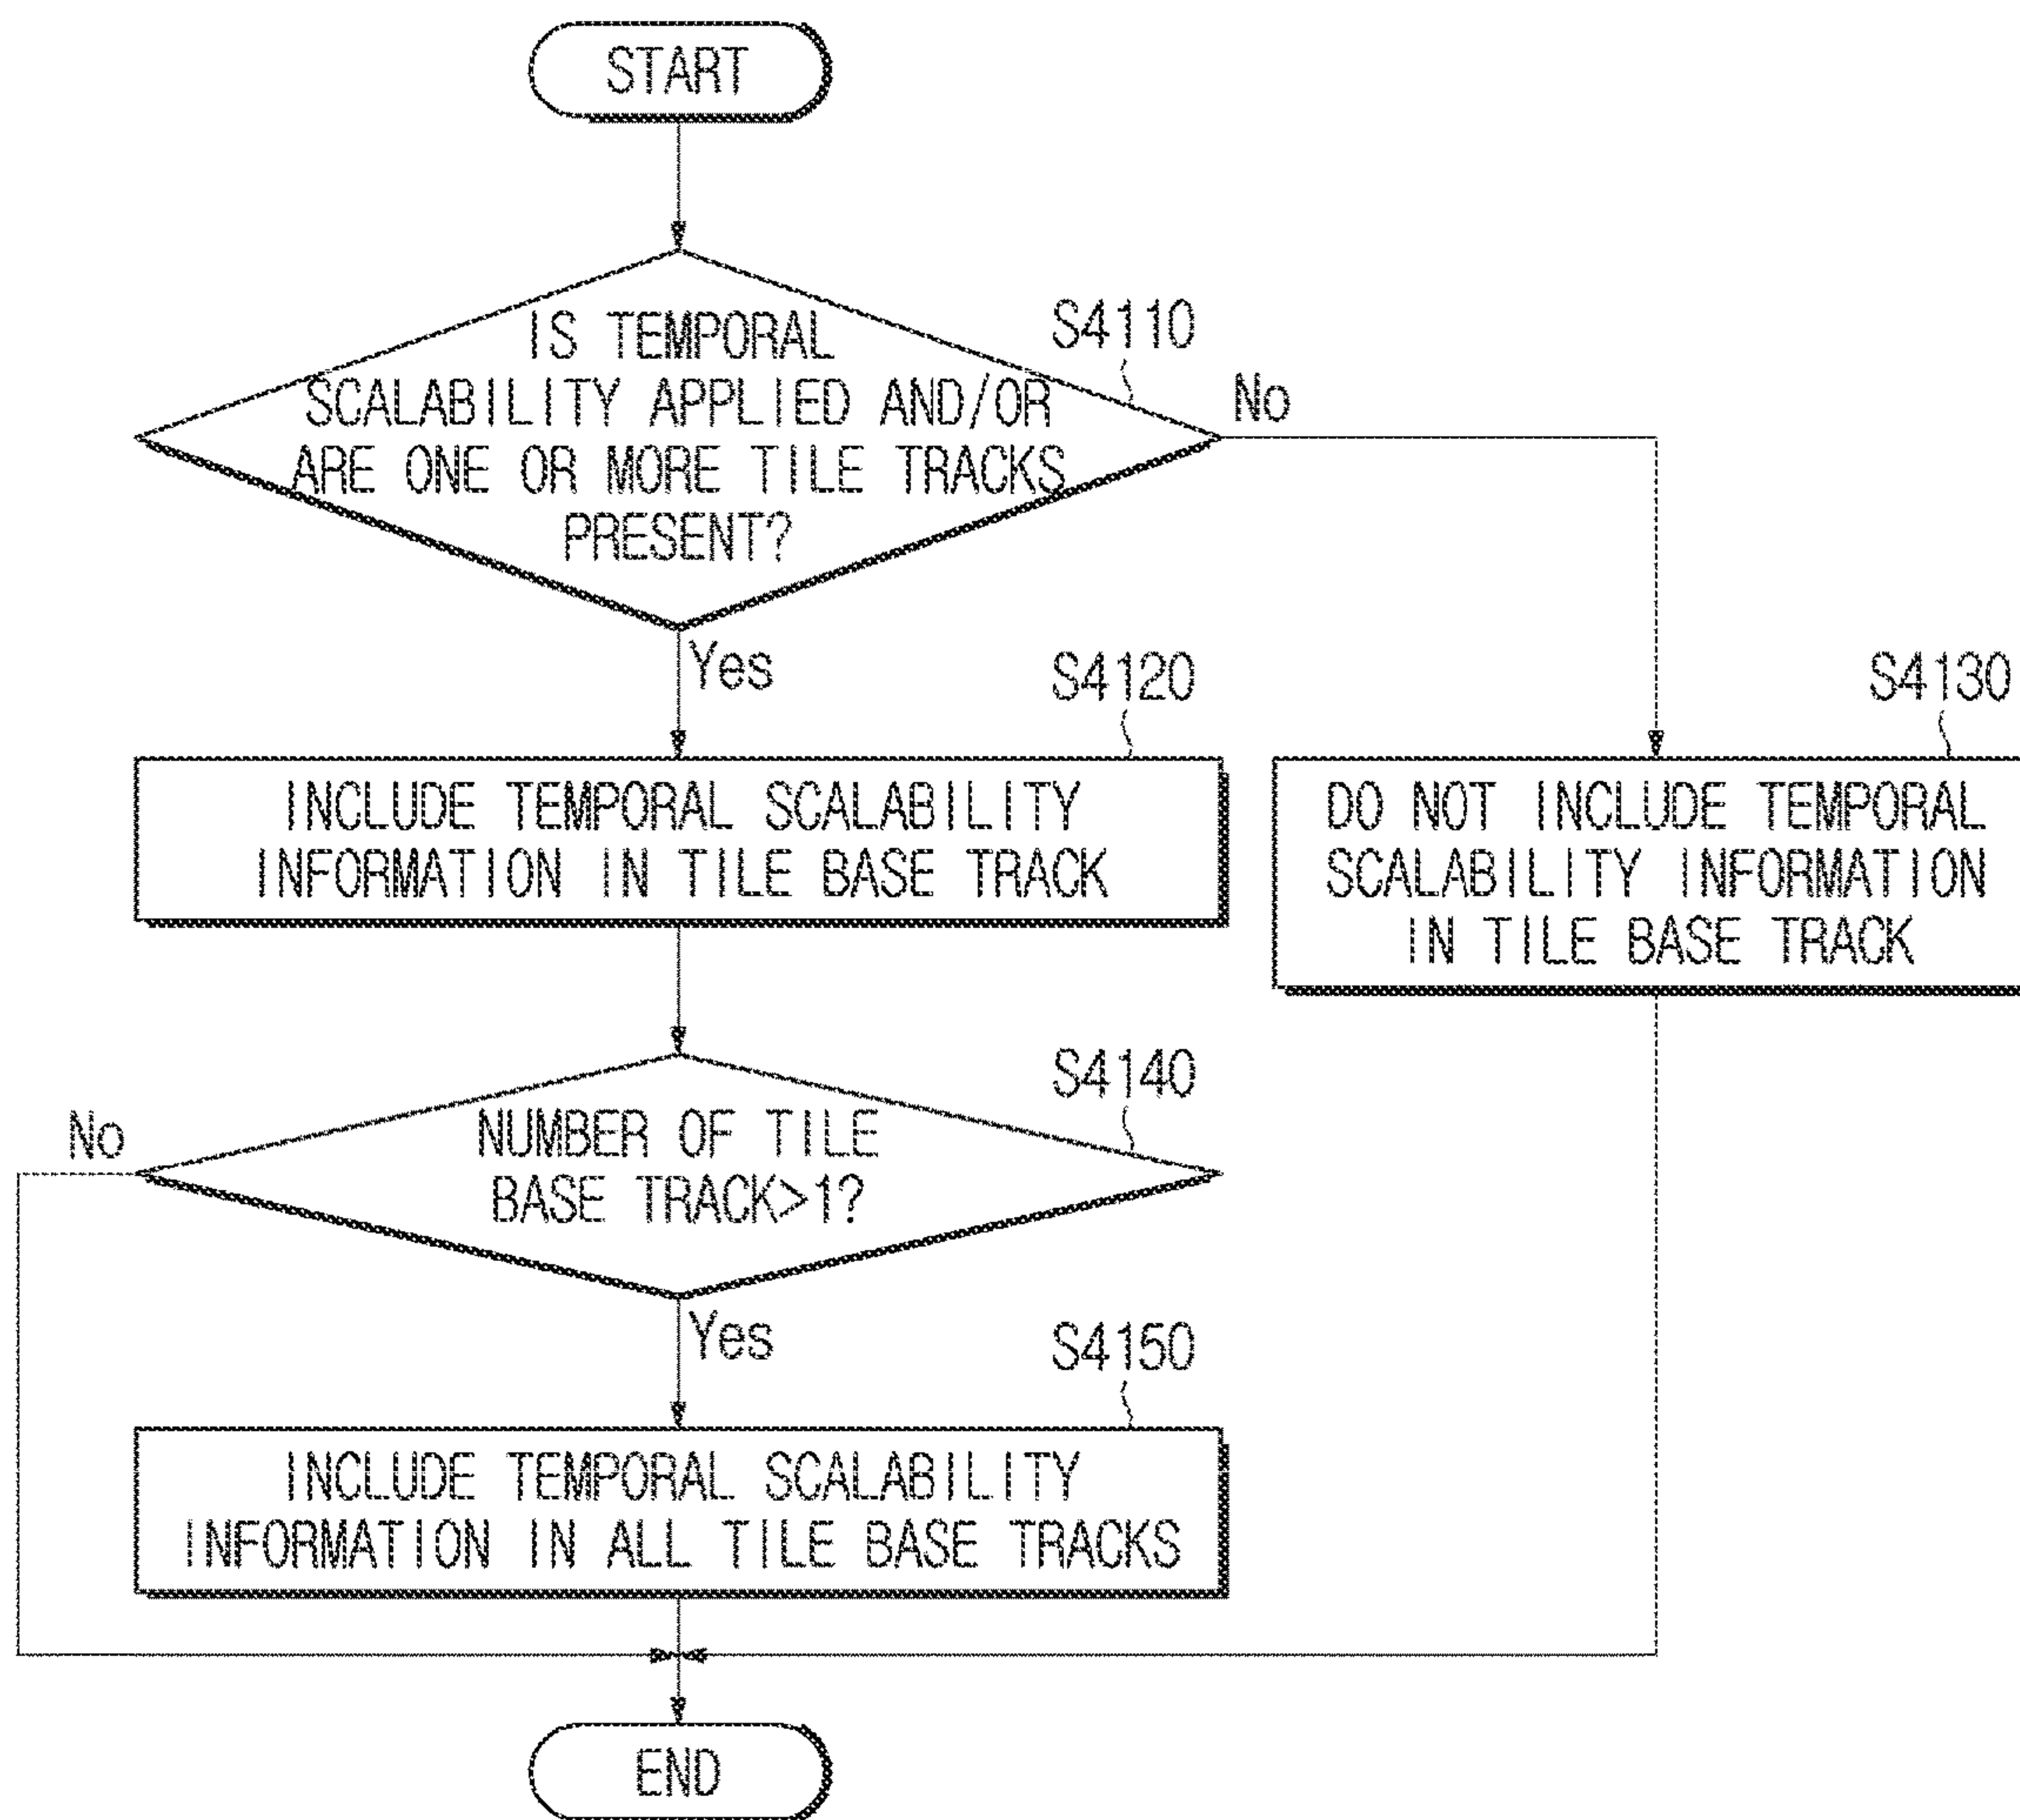 START
IS TEMPORAL
SCALABILITY APPLIED AND/OR
ARE ONE OR MORE TILE TRACKS
PRESENT?
S4110
No
Yes
S4120
INCLUDE TEMPORAL SCALABILITY
INFORMATION IN TILE BASE TRACK
S4130
DO NOT INCLUDE TEMPORAL
SCALABILITY INFORMATION
IN TILE BASE TRACK
S4140
NUMBER OF TILE
BASE TRACK>1?
No
Yes
S4150
INCLUDE TEMPORAL SCALABILITY
INFORMATION IN ALL TILE BASE TRACKS
END